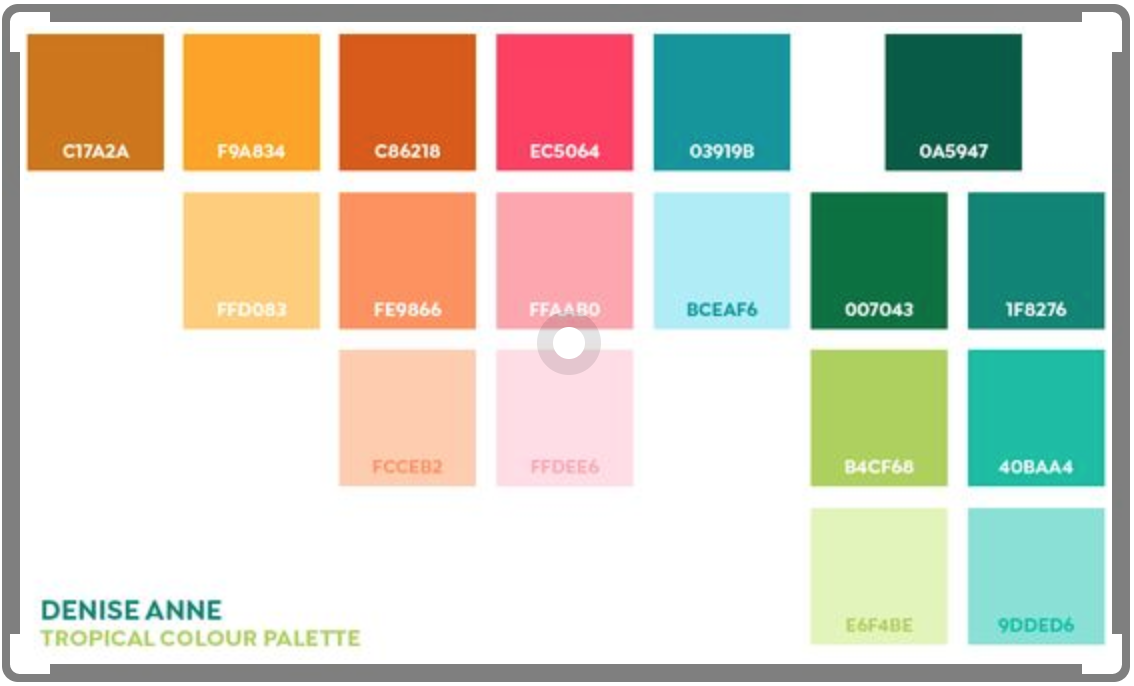 C17A2A F9A834 C86218 EC5064 03919B 0A5947
FFD083 FE9866 FFAAB0 BCEAF6 007043 1F8276
FCCEB2 FFDEE6 B4CF68 40BAA4
E6F4BE 9DDED6
DENISE ANNE
TROPICAL COLOUR PALETTE